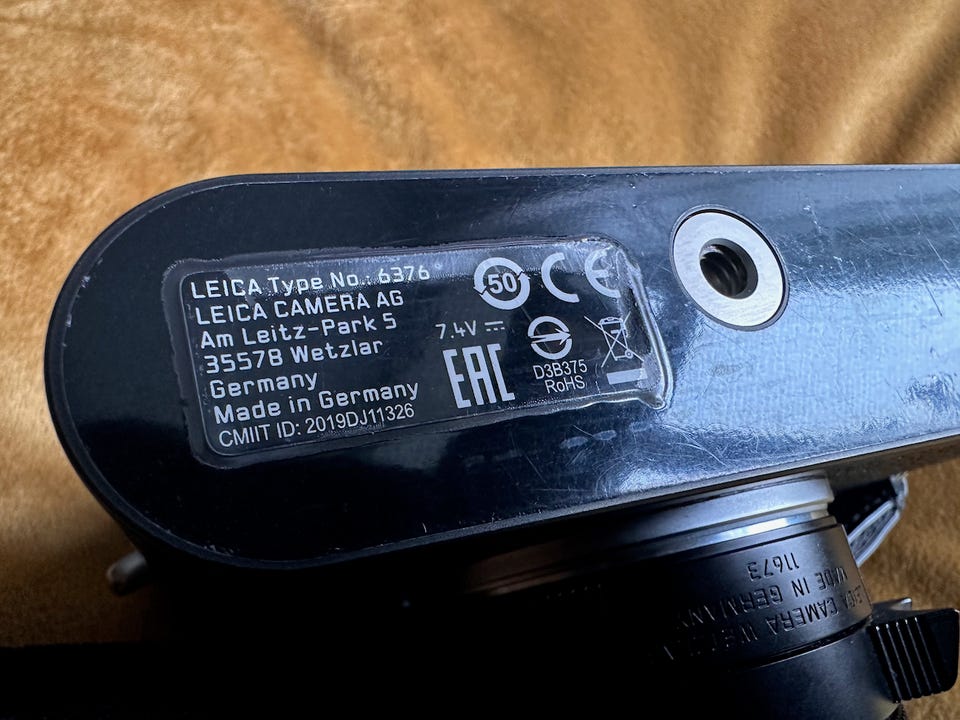 LEICA Type No.: 6376
LEICA CAMERA AG
Am Leitz-Park 5
35578 Wetzlar
Germany
Made in Germany
CMIIT ID: 2019DJ11326
50
CE
7.4V
EAC
D3B375
RoHS
11673
MADE IN GERMANY
CAMERA